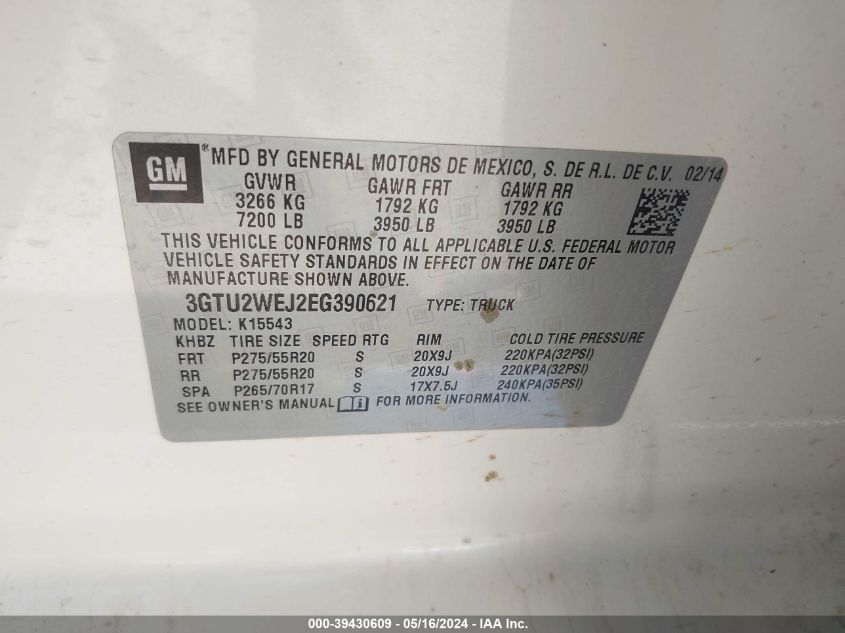 GM ® MFD BY GENERAL MOTORS DE MEXICO, S. DE R.L. DE C.V. 02/14
GVWR GAWR FRT GAWR RR
3266 KG 1792 KG 1792 KG
7200 LB 3950 LB 3950 LB
THIS VEHICLE CONFORMS TO ALL APPLICABLE U.S. FEDERAL MOTOR
VEHICLE SAFETY STANDARDS IN EFFECT ON THE DATE OF
MANUFACTURE SHOWN ABOVE.
3GTU2WEJ2EG390621 TYPE: TRUCK
MODEL: K15543
KHBZ TIRE SIZE SPEED RTG RIM COLD TIRE PRESSURE
FRT P275/55R20 S 20X9J 220KPA(32PSI)
RR P275/55R20 S 20X9J 220KPA(32PSI)
SPA P265/70R17 S 17X7.5J 240KPA(35PSI)
SEE OWNER'S MANUAL FOR MORE INFORMATION.
000-39430609 - 05/16/2024 - IAA Inc.